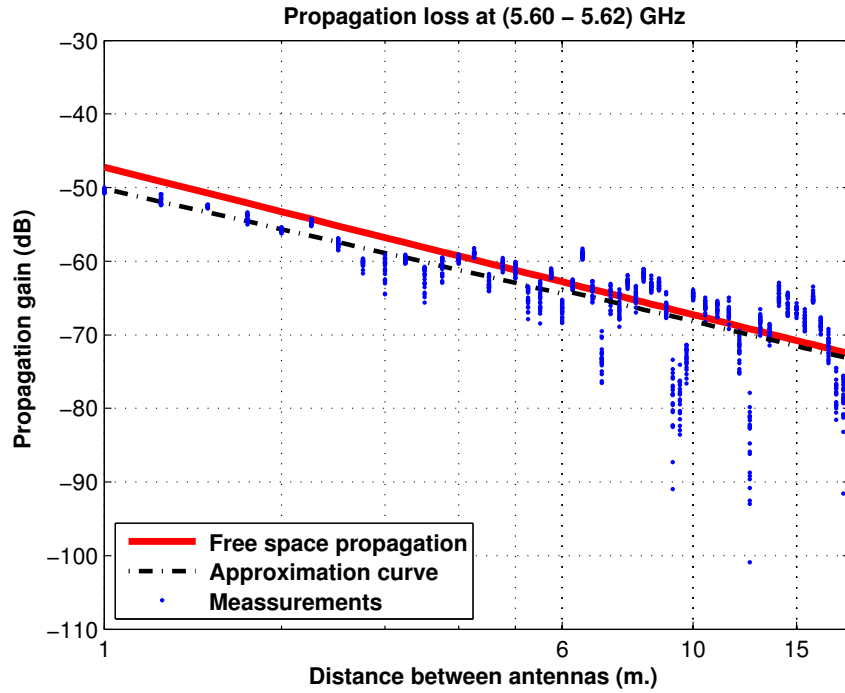 Propagation loss at (5.60 − 5.62) GHz
Propagation gain (dB)
−30
−40
−50
−60
−70
−80
−90
−100
−110
Free space propagation
Approximation curve
Meassurements
1 6 10 15
Distance between antennas (m.)